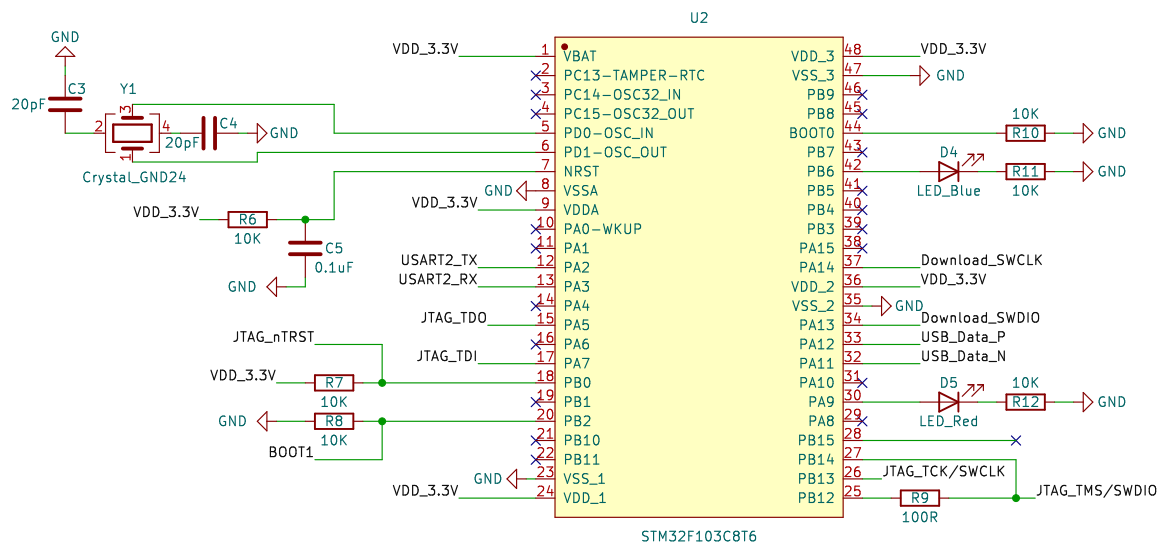 U2
GND
C3
20pF
Y1
3
2
4
1
Crystal_GND24
C4
20pF
GND
VDD_3.3V
R6
10K
C5
0.1uF
GND
VDD_3.3V 1 VBAT
2 PC13-TAMPER-RTC
3 PC14-OSC32_IN
4 PC15-OSC32_OUT
5 PD0-OSC_IN
6 PD1-OSC_OUT
7 NRST
GND 8 VSSA
VDD_3.3V 9 VDDA
10 PA0-WKUP
11 PA1
USART2_TX 12 PA2
USART2_RX 13 PA3
14 PA4
JTAG_TDO 15 PA5
16 PA6
JTAG_TDI 17 PA7
JTAG_nTRST
VDD_3.3V R7 18 PB0
10K
19 PB1
GND R8 20 PB2
10K
BOOT1
21 PB10
22 PB11
GND 23 VSS_1
VDD_3.3V 24 VDD_1
VDD_3 48 VDD_3.3V
VSS_3 47 GND
PB9 46
PB8 45
10K
BOOT0 44 R10 GND
PB7 43
D4
PB6 42 R11 GND
LED_Blue 10K
PB5 41
PB4 40
PB3 39
PA15 38
PA14 37 Download_SWCLK
VDD_2 36 VDD_3.3V
VSS_2 35 GND
PA13 34 Download_SWDIO
PA12 33 USB_Data_P
PA11 32 USB_Data_N
PA10 31
D5 10K
PA9 30 R12 GND
LED_Red
PA8 29
PB15 28
PB14 27
PB13 26 JTAG_TCK/SWCLK
PB12 25 R9 JTAG_TMS/SWDIO
100R
STM32F103C8T6